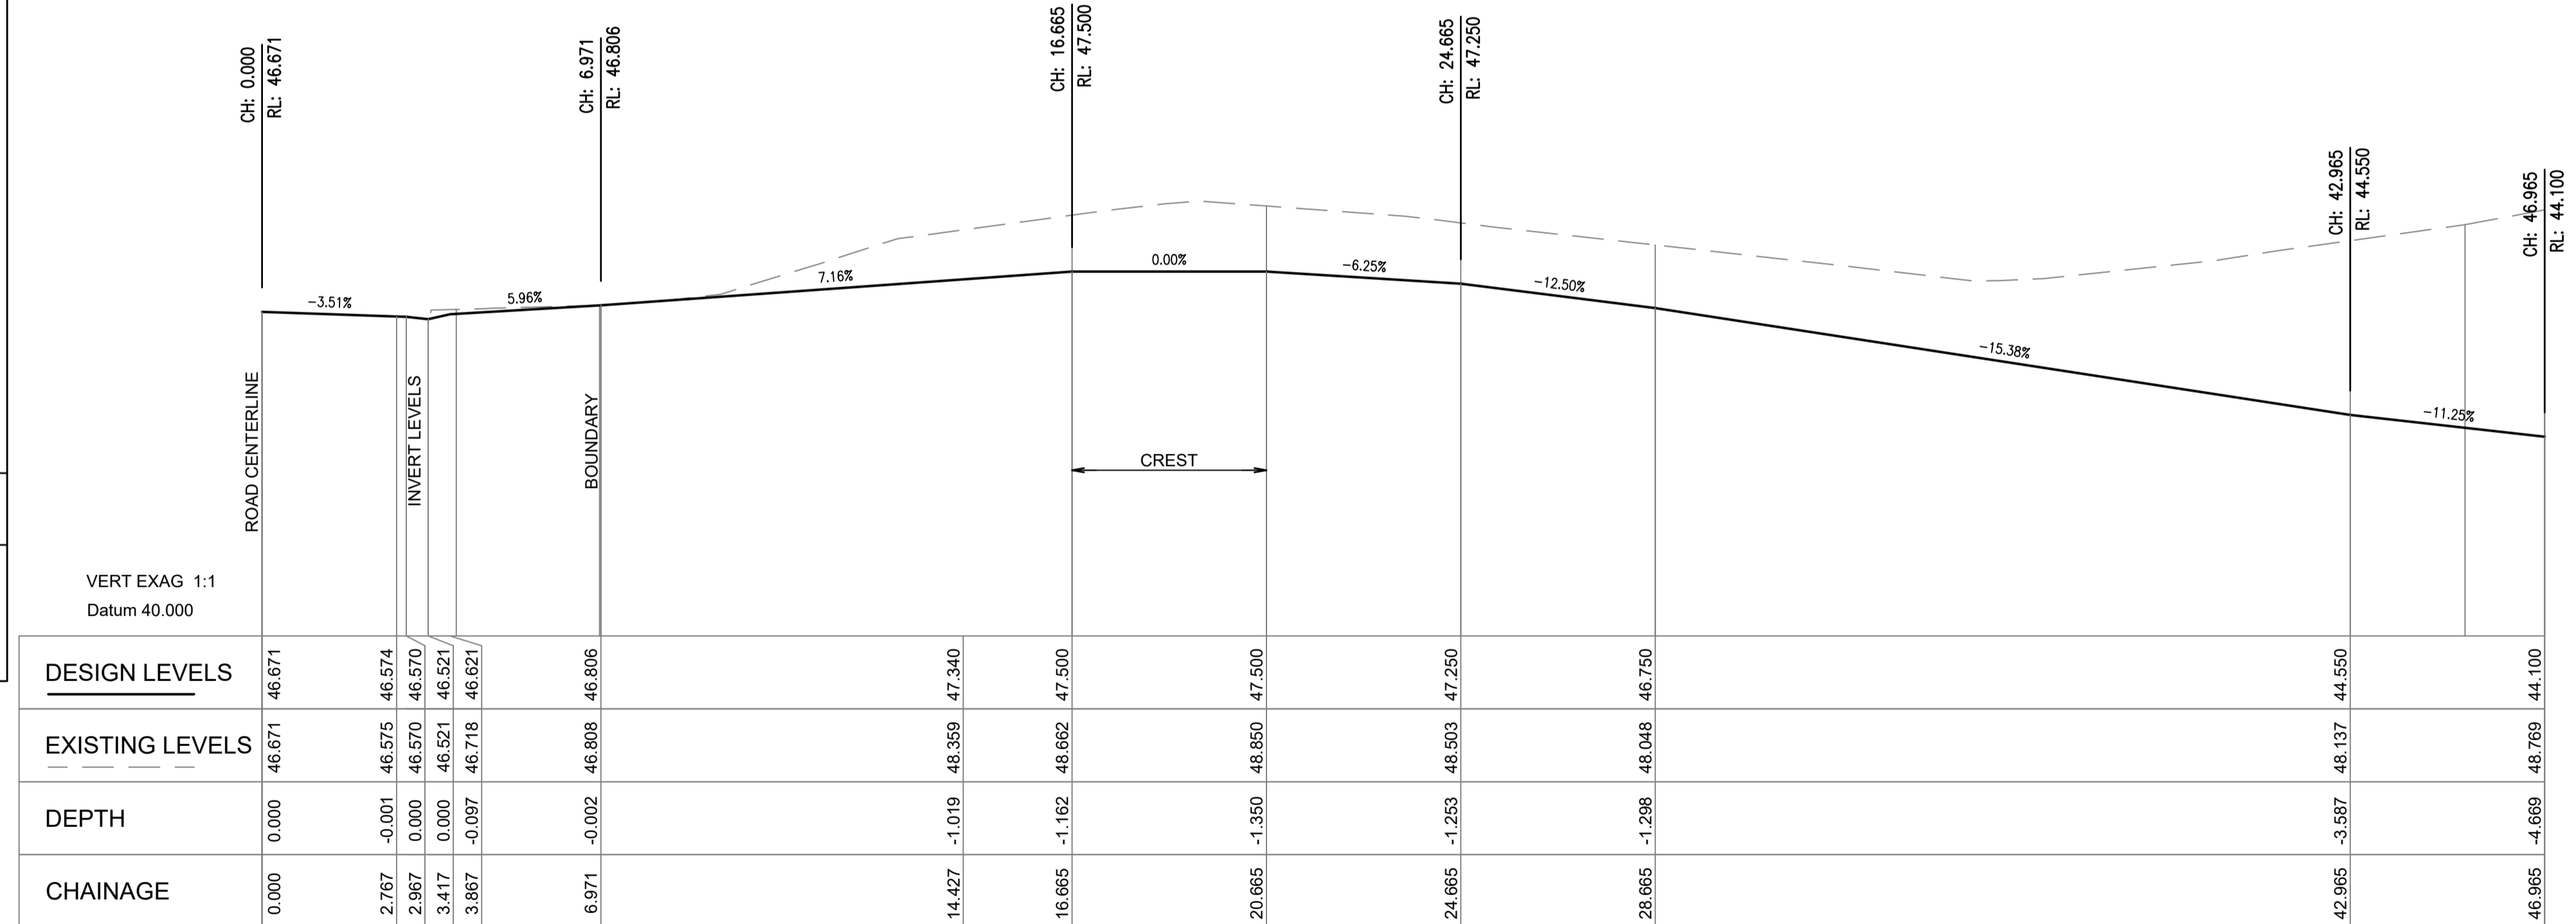 CH: 0.000
RL: 46.671
CH: 6.971
RL: 46.806
CH: 16.665
RL: 47.500
CH: 24.665
RL: 47.250
CH: 42.965
RL: 44.550
CH: 46.965
RL: 44.100
−3.51%
5.96%
7.16%
0.00%
−6.25%
−12.50%
−15.38%
−11.25%
ROAD CENTERLINE
INVERT LEVELS
BOUNDARY
CREST
VERT EXAG 1:1
Datum 40.000
DESIGN LEVELS 46.671 46.574 46.570 46.521 46.621 46.806 47.340 47.500 47.500 47.250 46.750 44.550 44.100
EXISTING LEVELS 46.671 46.575 46.570 46.521 46.718 46.808 48.359 48.662 48.850 48.503 48.048 48.137 48.769
DEPTH 0.000 -0.001 0.000 0.000 -0.097 -0.002 -1.019 -1.162 -1.350 -1.253 -1.298 -3.587 -4.669
CHAINAGE 0.000 2.767 2.967 3.417 3.867 6.971 14.427 16.665 20.665 24.665 28.665 42.965 46.965